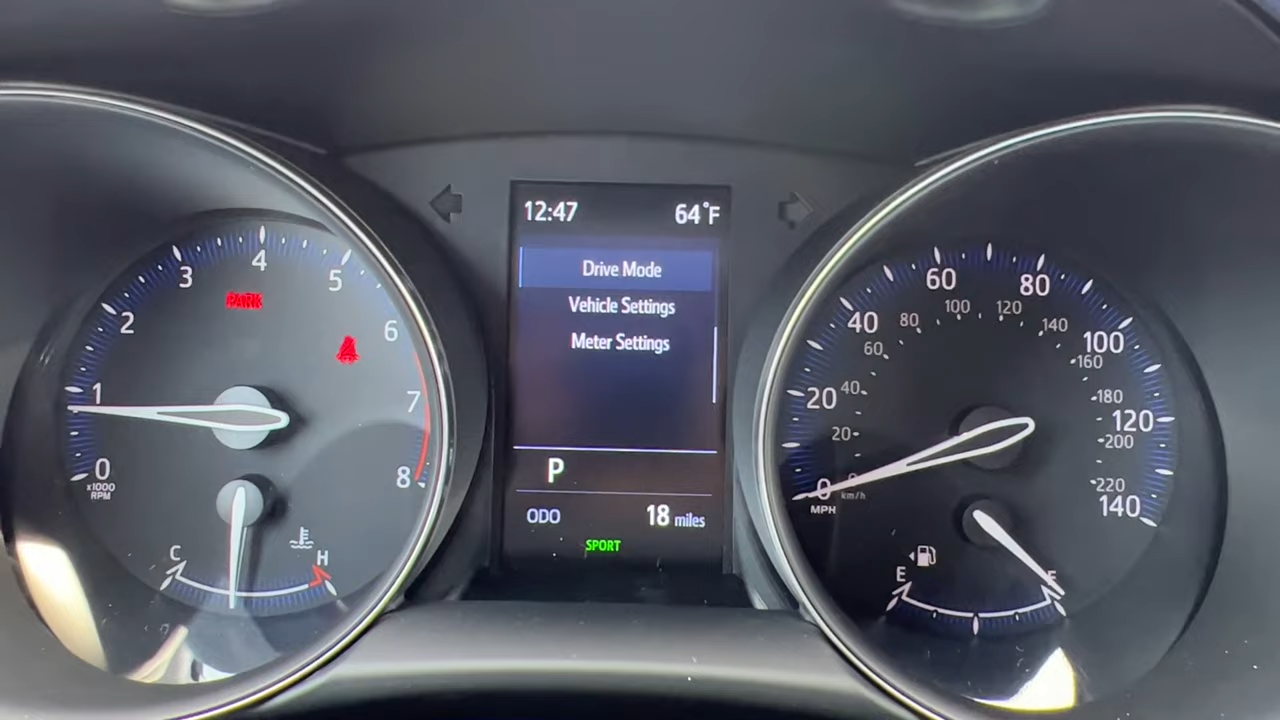 12:47 64°F
Drive Mode
Vehicle Settings
Meter Settings
P
ODO 18 miles
SPORT
PARK
0
1
2
3
4
5
6
7
8
x1000
RPM
C
H
0
20
40
60
80
100
120
140
MPH
km/h
20
40
60
80
100
120
140
160
180
200
220
E
F